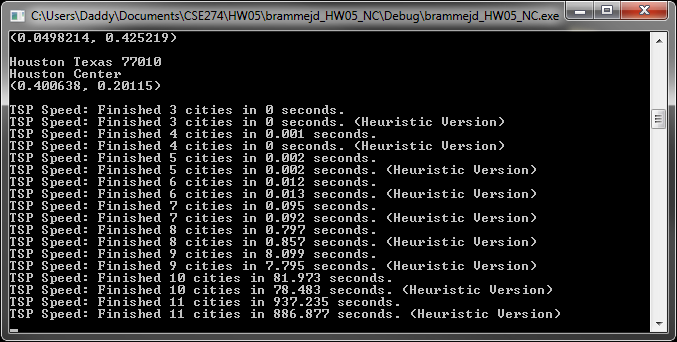 C:\Users\Daddy\Documents\CSE274\HW05\brammejd_HW05_NC\Debug\brammejd_HW05_NC.exe
(0.0498214, 0.425219)
Houston Texas 77010
Houston Center
(0.400638, 0.20115)
TSP Speed: Finished 3 cities in 0 seconds.
TSP Speed: Finished 3 cities in 0 seconds. (Heuristic Version)
TSP Speed: Finished 4 cities in 0.001 seconds.
TSP Speed: Finished 4 cities in 0 seconds. (Heuristic Version)
TSP Speed: Finished 5 cities in 0.002 seconds.
TSP Speed: Finished 5 cities in 0.002 seconds. (Heuristic Version)
TSP Speed: Finished 6 cities in 0.012 seconds.
TSP Speed: Finished 6 cities in 0.013 seconds. (Heuristic Version)
TSP Speed: Finished 7 cities in 0.095 seconds.
TSP Speed: Finished 7 cities in 0.092 seconds. (Heuristic Version)
TSP Speed: Finished 8 cities in 0.797 seconds.
TSP Speed: Finished 8 cities in 0.857 seconds. (Heuristic Version)
TSP Speed: Finished 9 cities in 8.099 seconds.
TSP Speed: Finished 9 cities in 7.795 seconds. (Heuristic Version)
TSP Speed: Finished 10 cities in 81.973 seconds.
TSP Speed: Finished 10 cities in 78.483 seconds. (Heuristic Version)
TSP Speed: Finished 11 cities in 937.235 seconds.
TSP Speed: Finished 11 cities in 886.877 seconds. (Heuristic Version)